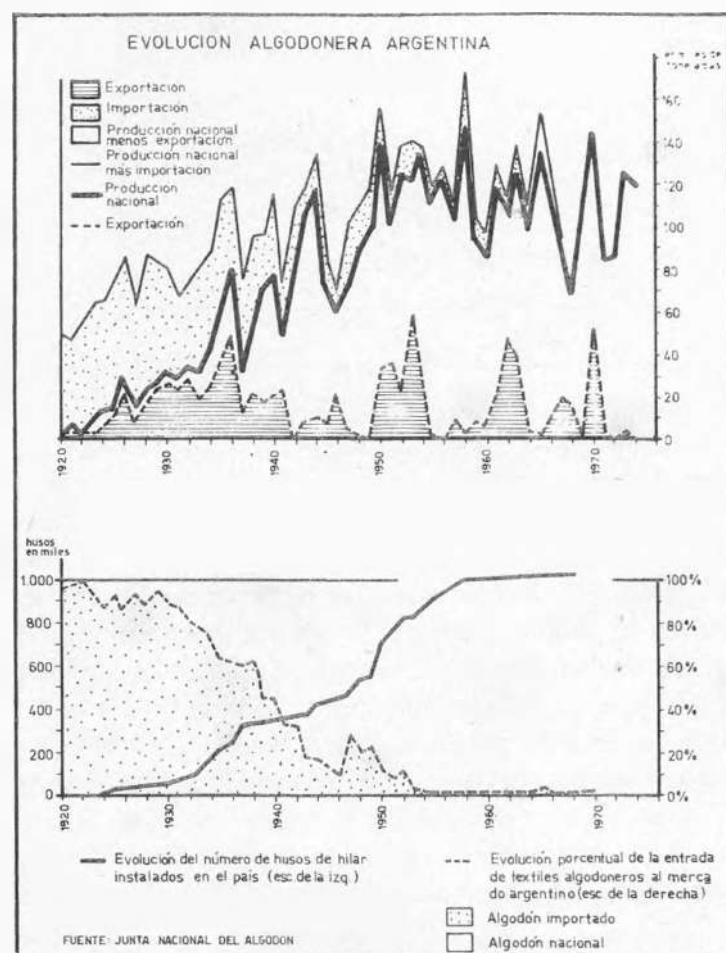 EVOLUCION ALGODONERA ARGENTINA
en miles de
toneladas
Exportación
Importación
Producción nacional
menos exportación
Producción nacional
más importación
Producción
nacional
Exportación
160
140
120
100
80
60
40
20
0
1920
1930
1940
1950
1960
1970
husos
en miles
1.000
800
600
400
200
0
100%
80%
60%
40%
20%
0%
1920
1930
1940
1950
1960
1970
Evolución del número de husos de hilar
instalados en el país (esc de la izq.)
Evolución porcentual de la entrada
de textiles algodoneros al merca
do argentino (esc. de la derecha)
Algodón importado
Algodón nacional
FUENTE: JUNTA NACIONAL DEL ALGODON